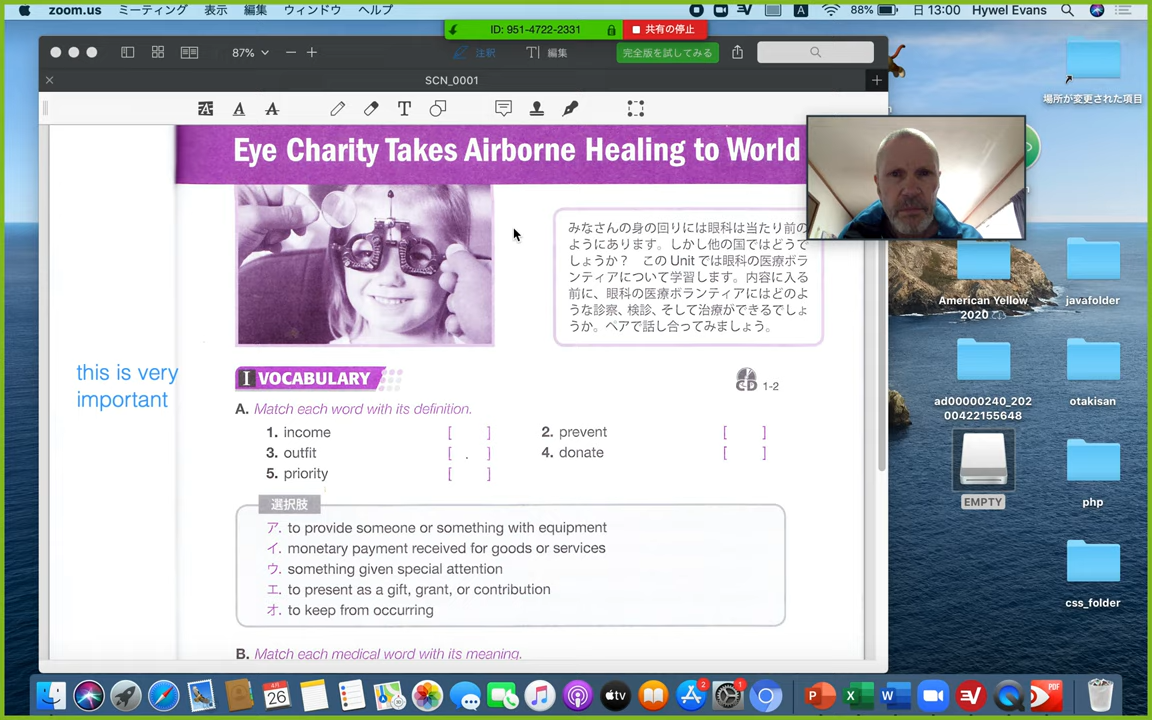 zoom.us ミーティング 表示 編集 ウィンドウ ヘルプ
A 88% 日 13:00 Hywel Evans
ID: 951-4722-2331 共有の停止
87% 注釈 編集 完全版を試してみる
SCN_0001
Eye Charity Takes Airborne Healing to World
みなさんの身の回りには眼科は当たり前の
ようにあります。しかし他の国ではどうで
しょうか？ この Unit では眼科の医療ボラ
ンティアについて学習します。内容に入る
前に、眼科の医療ボランティアにはどのよ
うな診察、検診、そして治療ができるでしょ
うか。ペアで話し合ってみましょう。
this is very
important
I VOCABULARY
CD 1-2
A. Match each word with its definition.
1. income [ ] 2. prevent [ ]
3. outfit [ . ] 4. donate [ ]
5. priority [ ]
選択肢
ア. to provide someone or something with equipment
イ. monetary payment received for goods or services
ウ. something given special attention
エ. to present as a gift, grant, or contribution
オ. to keep from occurring
B. Match each medical word with its meaning.
場所が変更された項目
American Yellow
2020
javafolder
ad00000240_202
00422155648
otakisan
EMPTY
php
css_folder
4月
26
tv
2
1
PDF